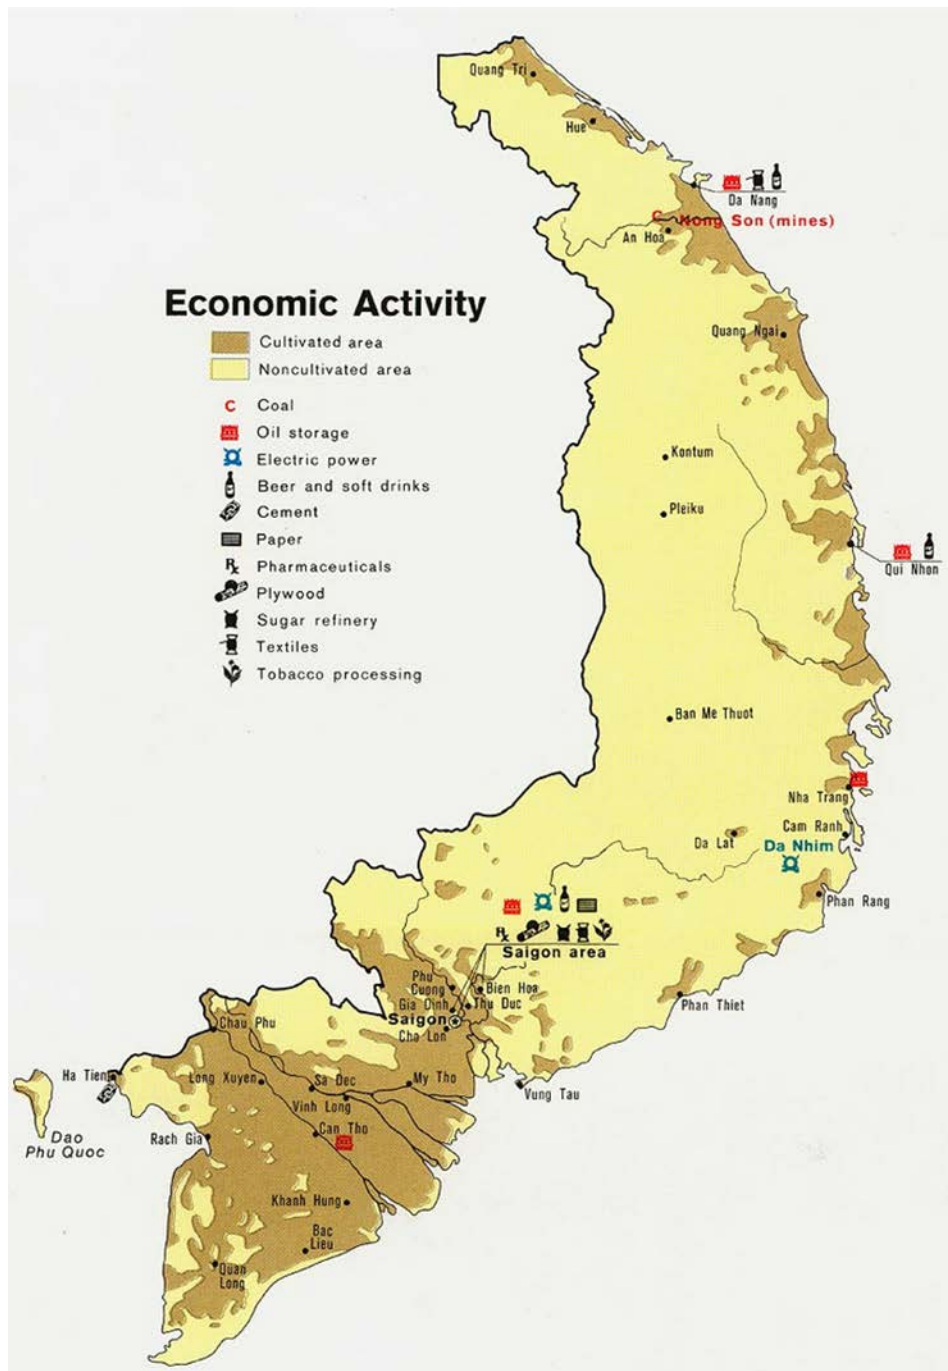 Quang Tri
Hue
Da Nang
C Nong Son (mines)
An Hoa
Economic Activity
Cultivated area
Noncultivated area
Quang Ngai
C Coal
Oil storage
Electric power
Beer and soft drinks
Cement
Paper
Rx Pharmaceuticals
Plywood
Sugar refinery
Textiles
Tobacco processing
Kontum
Pleiku
Qui Nhon
Ban Me Thuot
Nha Trang
Cam Ranh
Da Lat
Da Nhim
Phan Rang
Rx
Saigon area
Phu
Cuong
Bien Hoa
Gia Dinh
Thu Duc
Phan Thiet
Saigon
Cho Lon
Chau Phu
Ha Tien
Long Xuyen
Sa Dec
My Tho
Vung Tau
Vinh Long
Can Tho
Dao
Phu Quoc
Rach Gia
Khanh Hung
Bac
Lieu
Quan
Long